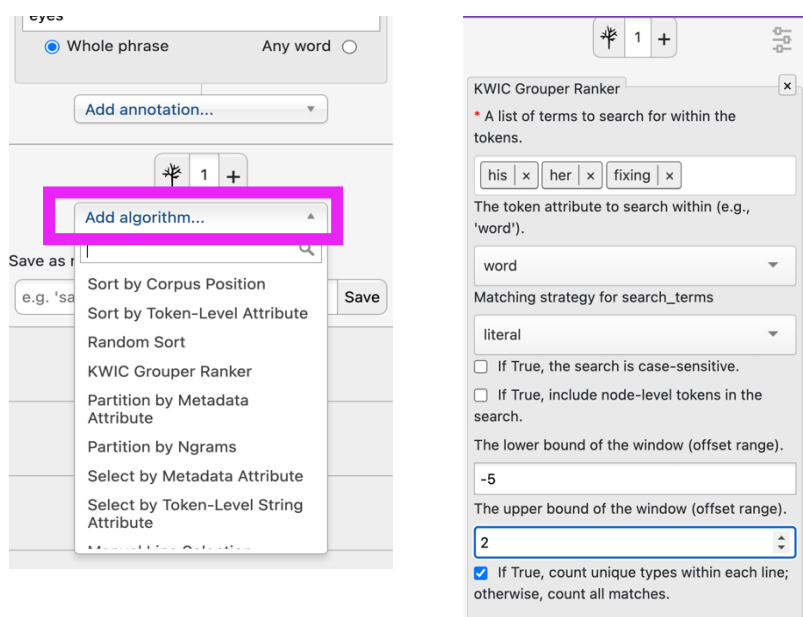 eyes
Whole phrase Any word
Add annotation...
1 +
Add algorithm...
Save as
e.g. 'sa Save
Sort by Corpus Position
Sort by Token-Level Attribute
Random Sort
KWIC Grouper Ranker
Partition by Metadata
Attribute
Partition by Ngrams
Select by Metadata Attribute
Select by Token-Level String
Attribute
1 +
KWIC Grouper Ranker ×
* A list of terms to search for within the
tokens.
his × her × fixing ×
The token attribute to search within (e.g.,
'word').
word
Matching strategy for search_terms
literal
If True, the search is case-sensitive.
If True, include node-level tokens in the
search.
The lower bound of the window (offset range).
-5
The upper bound of the window (offset range).
2
If True, count unique types within each line;
otherwise, count all matches.